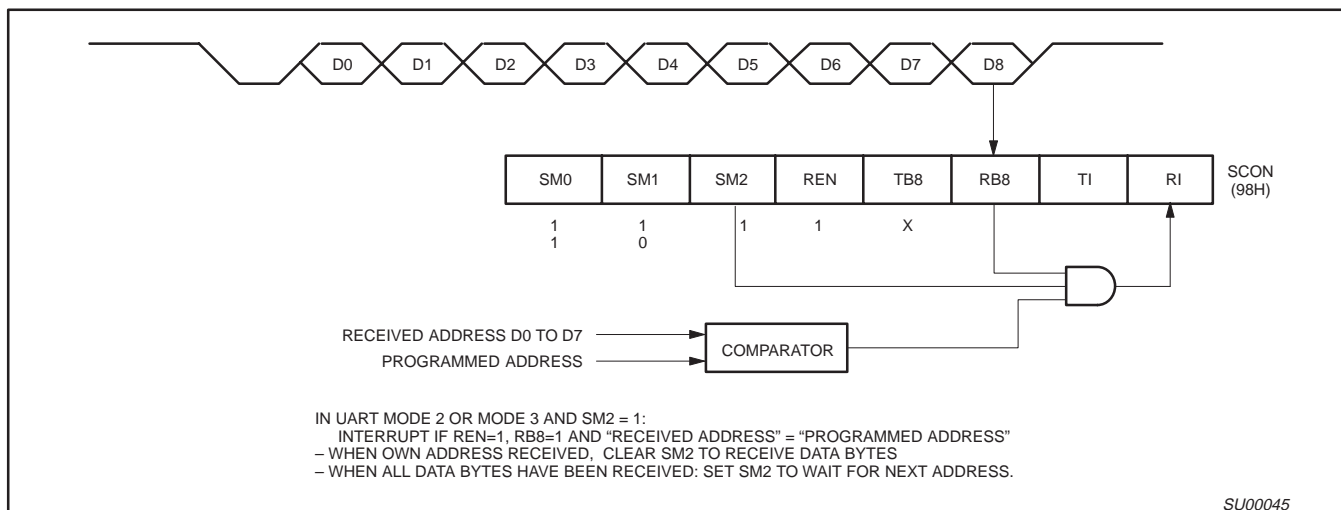 D0 D1 D2 D3 D4 D5 D6 D7 D8
SM0 SM1 SM2 REN TB8 RB8 TI RI
SCON
(98H)
1 1 1 1 X
1 0
RECEIVED ADDRESS D0 TO D7
PROGRAMMED ADDRESS
COMPARATOR
IN UART MODE 2 OR MODE 3 AND SM2 = 1:
INTERRUPT IF REN=1, RB8=1 AND “RECEIVED ADDRESS” = “PROGRAMMED ADDRESS”
– WHEN OWN ADDRESS RECEIVED, CLEAR SM2 TO RECEIVE DATA BYTES
– WHEN ALL DATA BYTES HAVE BEEN RECEIVED: SET SM2 TO WAIT FOR NEXT ADDRESS.
SU00045